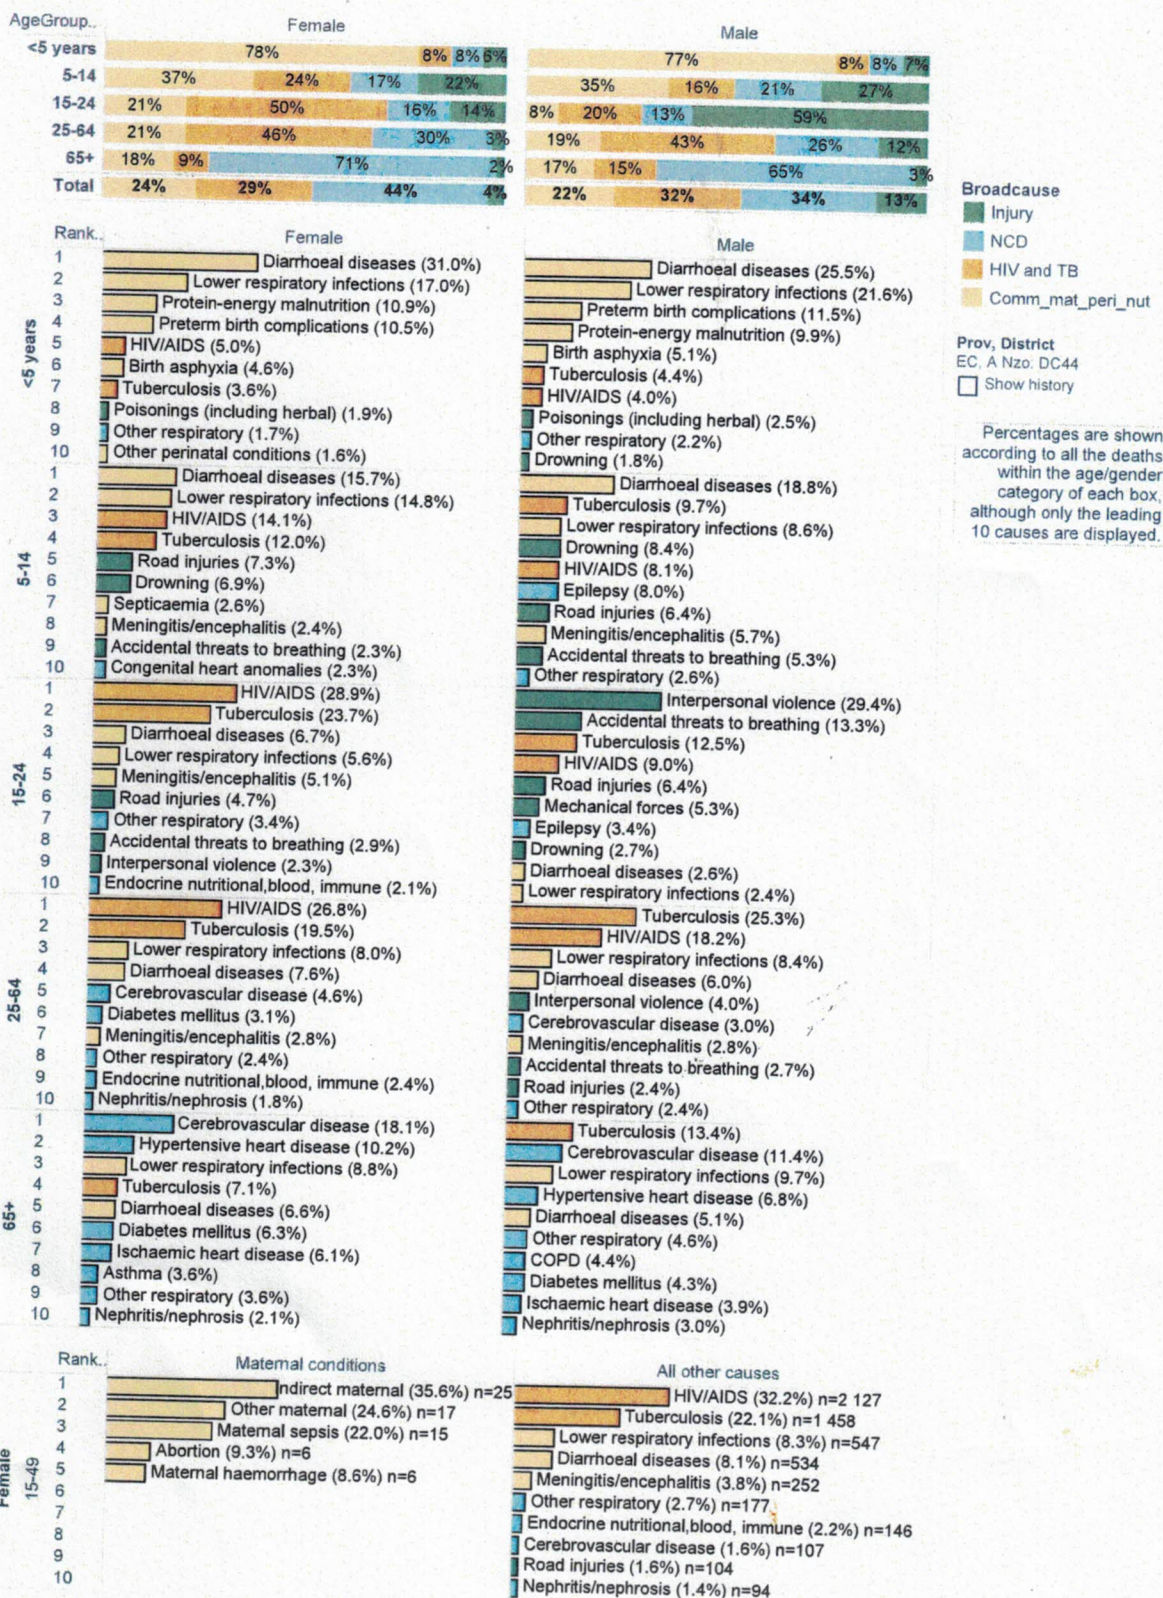 AgeGroup..
Female
Male
<5 years 78% 8% 8% 6% 77% 8% 8% 7%
5-14 37% 24% 17% 22% 35% 16% 21% 27%
15-24 21% 50% 16% 14% 8% 20% 13% 59%
25-64 21% 46% 30% 3% 19% 43% 26% 12%
65+ 18% 9% 71% 2% 17% 15% 65% 3%
Total 24% 29% 44% 4% 22% 32% 34% 13%
Broadcause
Injury
NCD
HIV and TB
Comm_mat_peri_nut
Prov, District
EC, A Nzo: DC44
Show history
Percentages are shown
according to all the deaths
within the age/gender
category of each box,
although only the leading
10 causes are displayed.
Rank..
Female
Male
<5 years
1 Diarrhoeal diseases (31.0%) Diarrhoeal diseases (25.5%)
2 Lower respiratory infections (17.0%) Lower respiratory infections (21.6%)
3 Protein-energy malnutrition (10.9%) Preterm birth complications (11.5%)
4 Preterm birth complications (10.5%) Protein-energy malnutrition (9.9%)
5 HIV/AIDS (5.0%) Birth asphyxia (5.1%)
6 Birth asphyxia (4.6%) Tuberculosis (4.4%)
7 Tuberculosis (3.6%) HIV/AIDS (4.0%)
8 Poisonings (including herbal) (1.9%) Poisonings (including herbal) (2.5%)
9 Other respiratory (1.7%) Other respiratory (2.2%)
10 Other perinatal conditions (1.6%) Drowning (1.8%)
5-14
1 Diarrhoeal diseases (15.7%) Diarrhoeal diseases (18.8%)
2 Lower respiratory infections (14.8%) Tuberculosis (9.7%)
3 HIV/AIDS (14.1%) Lower respiratory infections (8.6%)
4 Tuberculosis (12.0%) Drowning (8.4%)
5 Road injuries (7.3%) HIV/AIDS (8.1%)
6 Drowning (6.9%) Epilepsy (8.0%)
7 Septicaemia (2.6%) Road injuries (6.4%)
8 Meningitis/encephalitis (2.4%) Meningitis/encephalitis (5.7%)
9 Accidental threats to breathing (2.3%) Accidental threats to breathing (5.3%)
10 Congenital heart anomalies (2.3%) Other respiratory (2.6%)
15-24
1 HIV/AIDS (28.9%) Interpersonal violence (29.4%)
2 Tuberculosis (23.7%) Accidental threats to breathing (13.3%)
3 Diarrhoeal diseases (6.7%) Tuberculosis (12.5%)
4 Lower respiratory infections (5.6%) HIV/AIDS (9.0%)
5 Meningitis/encephalitis (5.1%) Road injuries (6.4%)
6 Road injuries (4.7%) Mechanical forces (5.3%)
7 Other respiratory (3.4%) Epilepsy (3.4%)
8 Accidental threats to breathing (2.9%) Drowning (2.7%)
9 Interpersonal violence (2.3%) Diarrhoeal diseases (2.6%)
10 Endocrine nutritional,blood, immune (2.1%) Lower respiratory infections (2.4%)
25-64
1 HIV/AIDS (26.8%) Tuberculosis (25.3%)
2 Tuberculosis (19.5%) HIV/AIDS (18.2%)
3 Lower respiratory infections (8.0%) Lower respiratory infections (8.4%)
4 Diarrhoeal diseases (7.6%) Diarrhoeal diseases (6.0%)
5 Cerebrovascular disease (4.6%) Interpersonal violence (4.0%)
6 Diabetes mellitus (3.1%) Cerebrovascular disease (3.0%)
7 Meningitis/encephalitis (2.8%) Meningitis/encephalitis (2.8%)
8 Other respiratory (2.4%) Accidental threats to breathing (2.7%)
9 Endocrine nutritional,blood, immune (2.4%) Road injuries (2.4%)
10 Nephritis/nephrosis (1.8%) Other respiratory (2.4%)
65+
1 Cerebrovascular disease (18.1%) Tuberculosis (13.4%)
2 Hypertensive heart disease (10.2%) Cerebrovascular disease (11.4%)
3 Lower respiratory infections (8.8%) Lower respiratory infections (9.7%)
4 Tuberculosis (7.1%) Hypertensive heart disease (6.8%)
5 Diarrhoeal diseases (6.6%) Diarrhoeal diseases (5.1%)
6 Diabetes mellitus (6.3%) Other respiratory (4.6%)
7 Ischaemic heart disease (6.1%) COPD (4.4%)
8 Asthma (3.6%) Diabetes mellitus (4.3%)
9 Other respiratory (3.6%) Ischaemic heart disease (3.9%)
10 Nephritis/nephrosis (2.1%) Nephritis/nephrosis (3.0%)
Rank..
Maternal conditions
All other causes
Female
15-49
1 ndirect maternal (35.6%) n=25 HIV/AIDS (32.2%) n=2 127
2 Other maternal (24.6%) n=17 Tuberculosis (22.1%) n=1 458
3 Maternal sepsis (22.0%) n=15 Lower respiratory infections (8.3%) n=547
4 Abortion (9.3%) n=6 Diarrhoeal diseases (8.1%) n=534
5 Maternal haemorrhage (8.6%) n=6 Meningitis/encephalitis (3.8%) n=252
6 Other respiratory (2.7%) n=177
7 Endocrine nutritional,blood, immune (2.2%) n=146
8 Cerebrovascular disease (1.6%) n=107
9 Road injuries (1.6%) n=104
10 Nephritis/nephrosis (1.4%) n=94